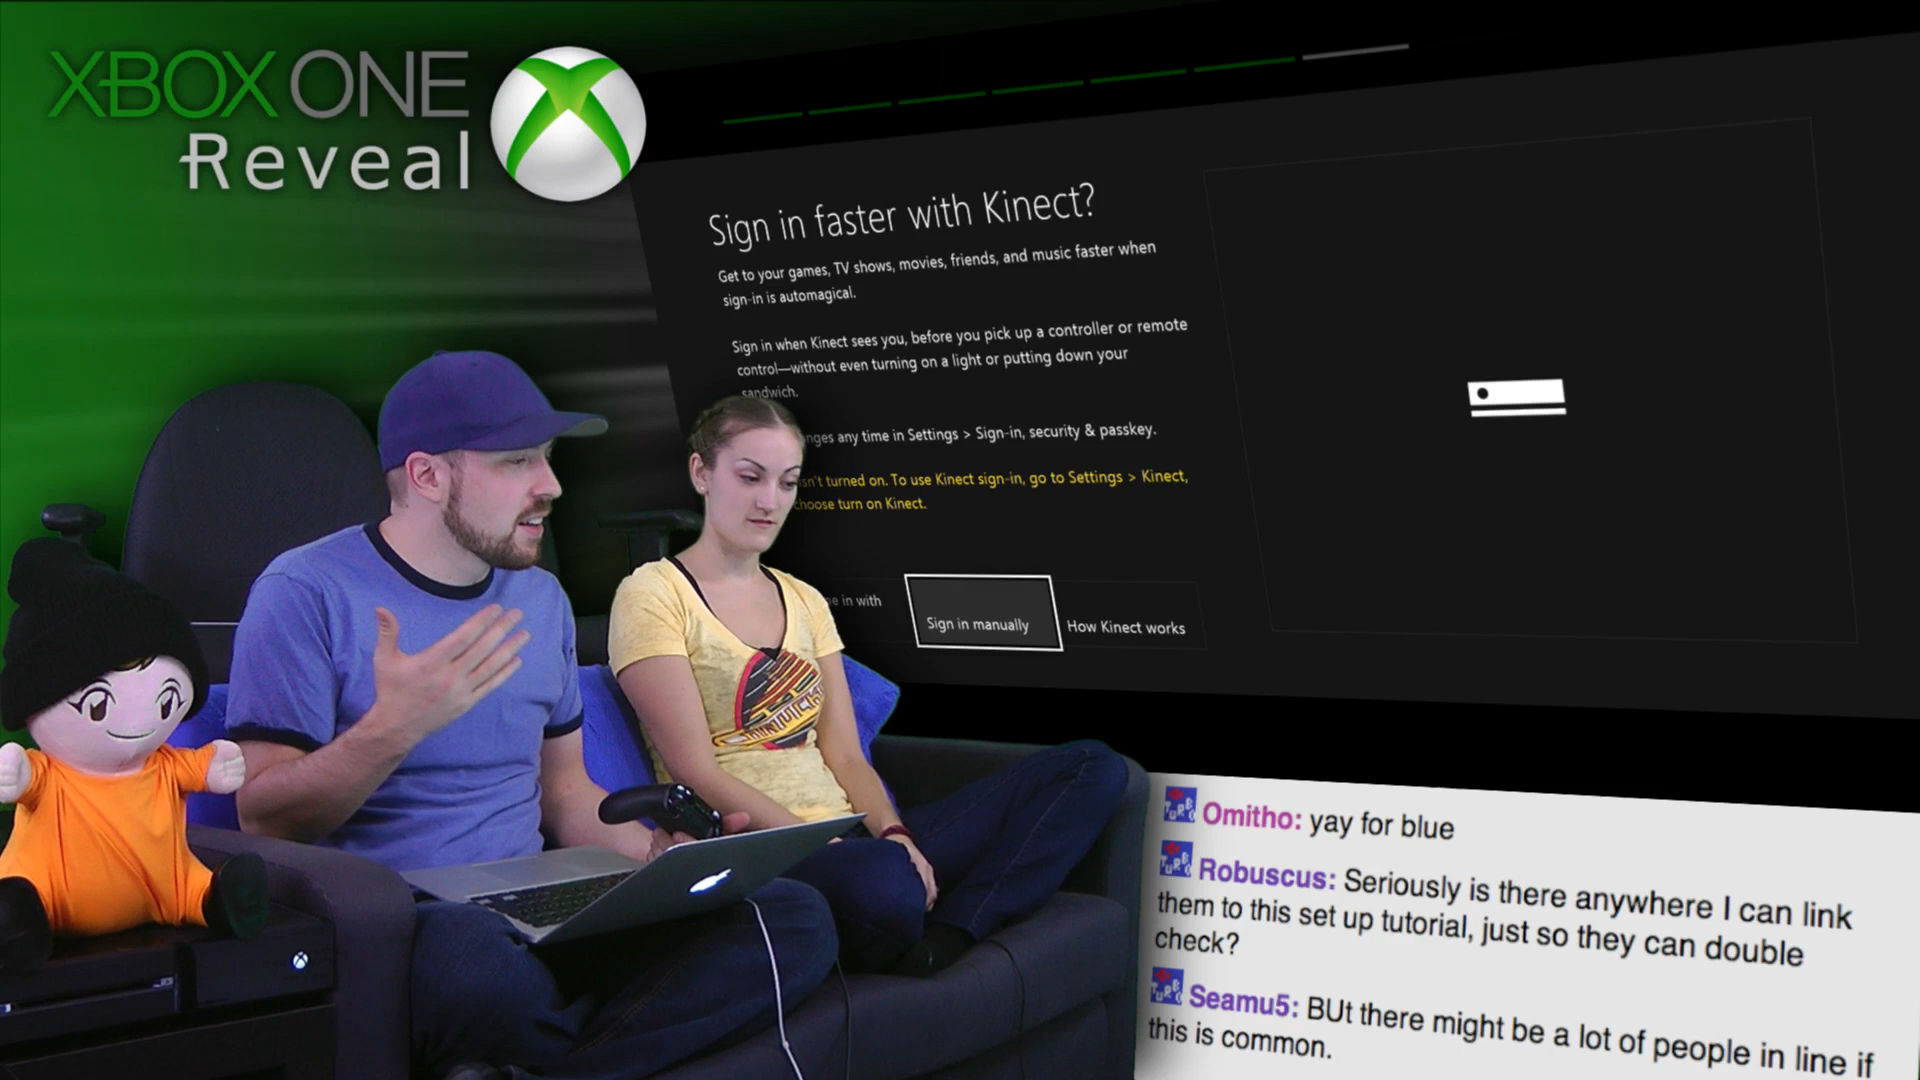 XBOX ONE
Reveal
Sign in faster with Kinect?
Get to your games, TV shows, movies, friends, and music faster when
sign-in is automagical.
Sign in when Kinect sees you, before you pick up a controller or remote
control—without even turning on a light or putting down your
sandwich.
any time in Settings > Sign-in, security & passkey.
turned on. To use Kinect sign-in, go to Settings > Kinect,
choose turn on Kinect.
in with
Sign in manually
How Kinect works
Omitho: yay for blue
Robuscus: Seriously is there anywhere I can link
them to this set up tutorial, just so they can double
check?
Seamu5: BUt there might be a lot of people in line if
this is common.